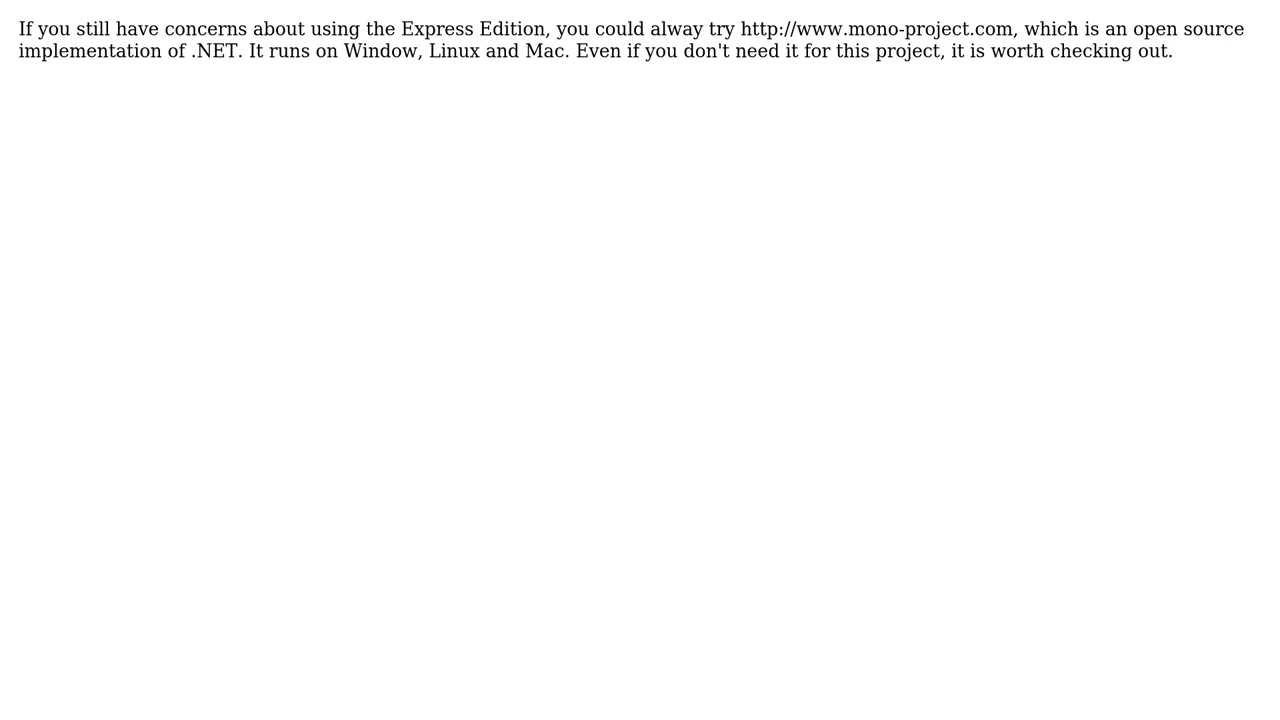 If you still have concerns about using the Express Edition, you could alway try http://www.mono-project.com, which is an open source
implementation of .NET. It runs on Window, Linux and Mac. Even if you don't need it for this project, it is worth checking out.